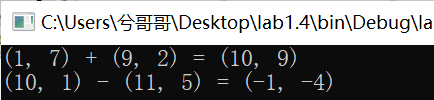 C:\Users\兮哥哥\Desktop\lab1.4\bin\Debug\la
(1, 7) + (9, 2) = (10, 9)
(10, 1) - (11, 5) = (-1, -4)